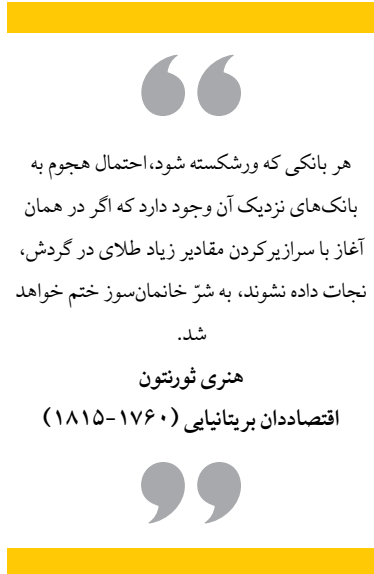 هر بانکی که ورشکسته شود،احتمال هجوم به
بانک‌های نزدیک آن وجود دارد که اگر در همان
آغاز با سرازیرکردن مقادیر زیاد طلای در گردش،
نجات داده نشوند، به شرّ خانمان‌سوز ختم خواهد
شد.
هنری ثورنتون
اقتصاددان بریتانیایی (۱۷۶۰-۱۸۱۵)